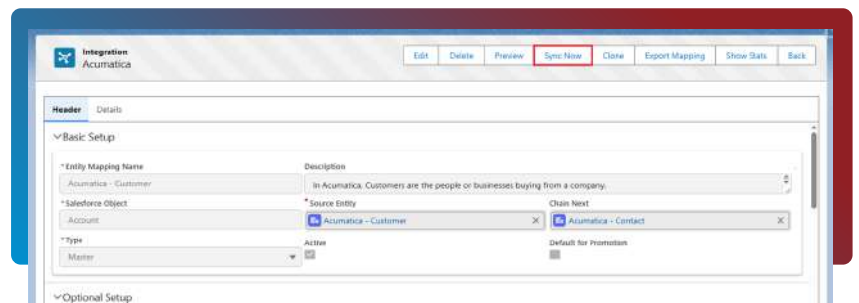 Integration
Acumatica
Edit Delete Preview Sync Now Clone Export Mapping Show Stats Back
Header Details
Basic Setup
*Entity Mapping Name Description
Acumatica - Customer In Acumatica, Customers are the people or businesses buying from a company.
*Salesforce Object *Source Entity Chain Next
Account Acumatica - Customer Acumatica - Contact
*Type Active Default for Promotion
Master
Optional Setup